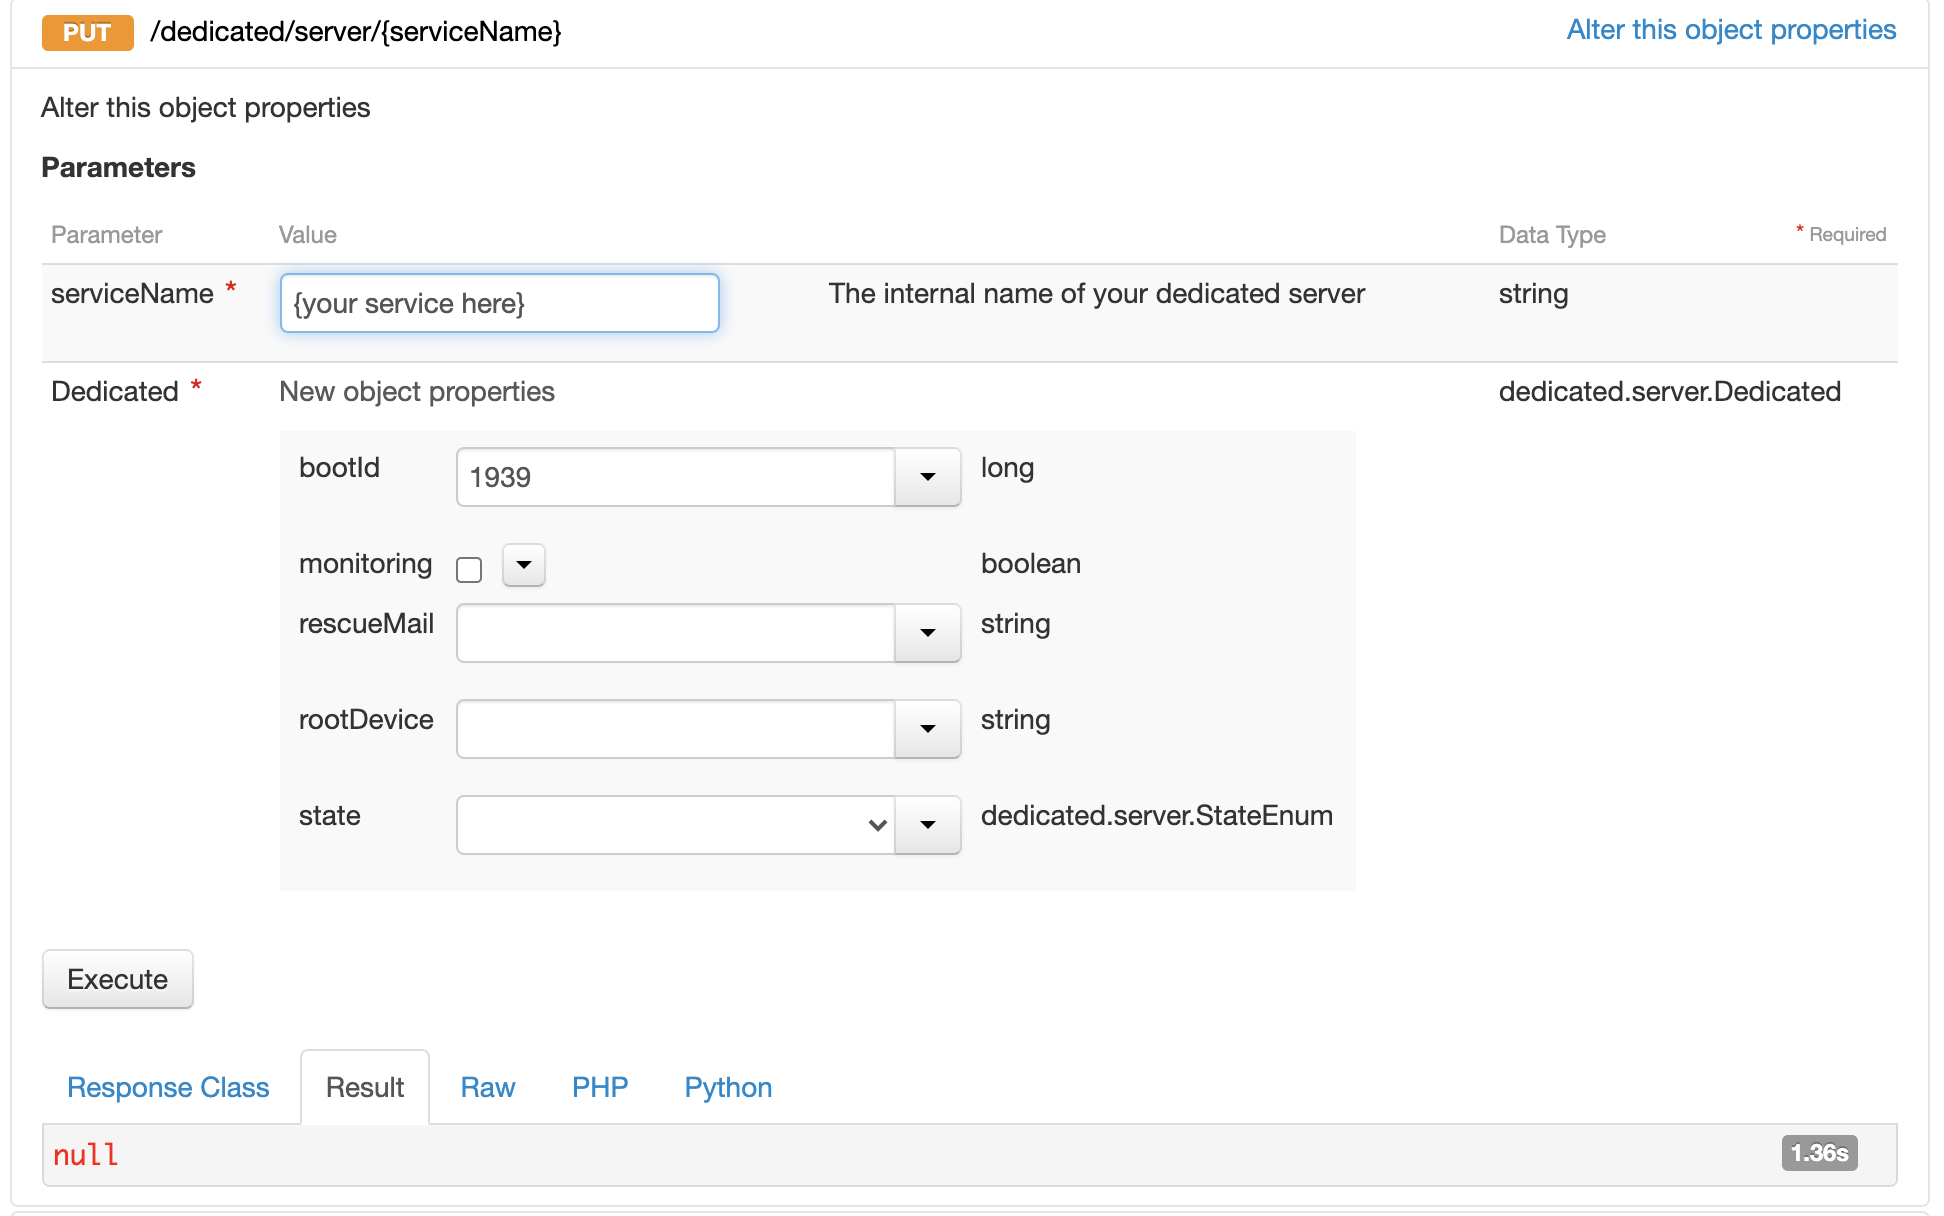 PUT /dedicated/server/{serviceName} Alter this object properties
Alter this object properties
Parameters
Parameter Value Data Type * Required
serviceName * {your service here} The internal name of your dedicated server string
Dedicated * New object properties dedicated.server.Dedicated
bootId 1939 long
monitoring boolean
rescueMail string
rootDevice string
state dedicated.server.StateEnum
Execute
Response Class Result Raw PHP Python
null 1.36s